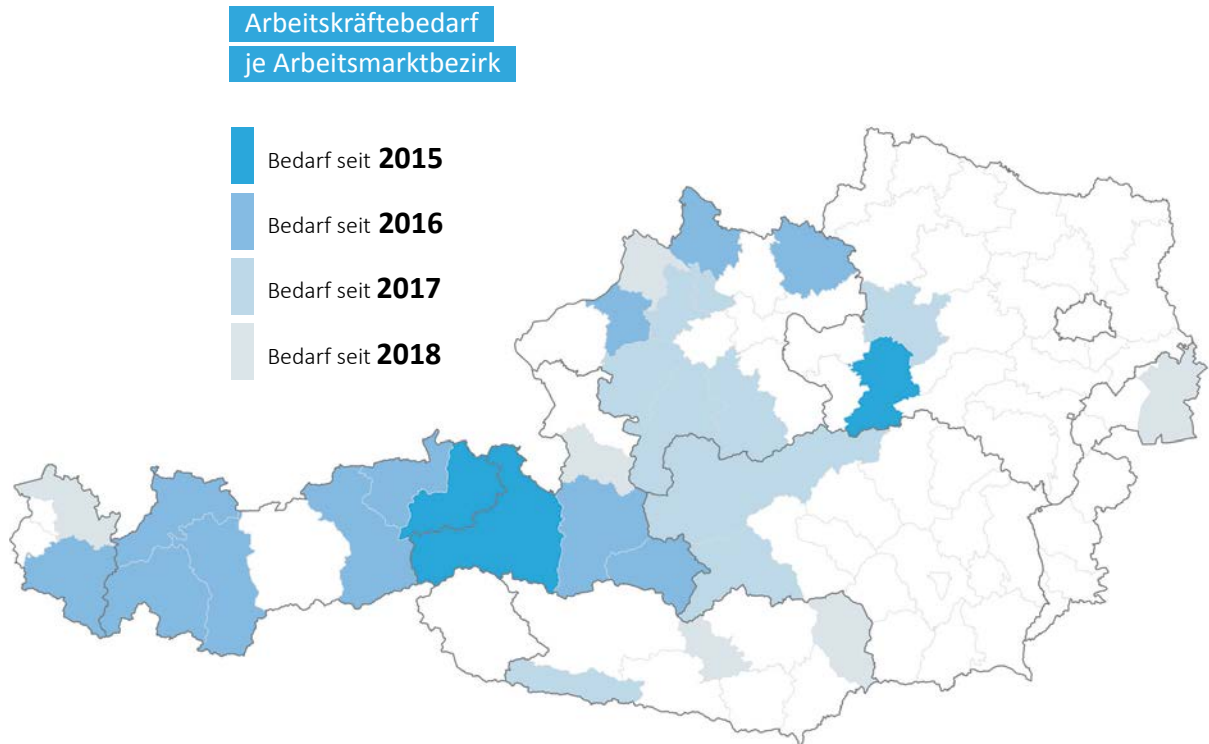 Arbeitskräftebedarf
je Arbeitsmarktbezirk
Bedarf seit 2015
Bedarf seit 2016
Bedarf seit 2017
Bedarf seit 2018